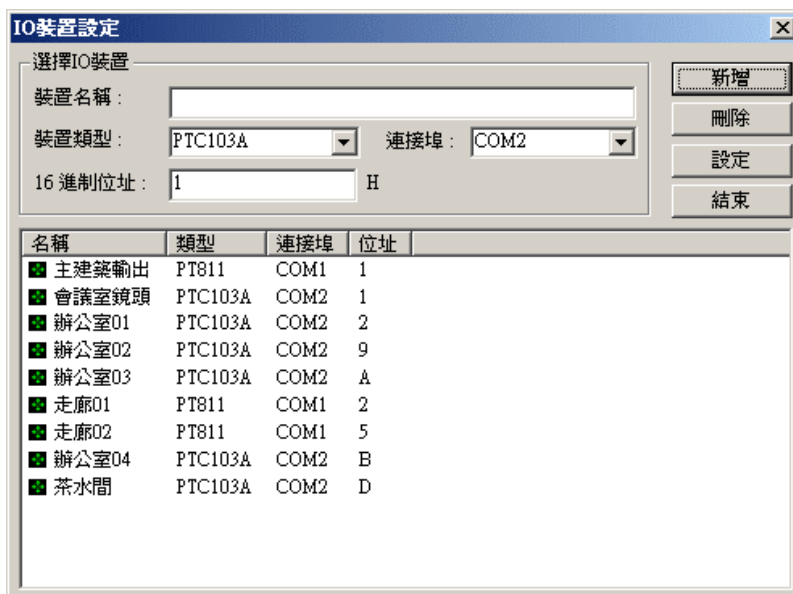 IO裝置設定
選擇IO裝置
裝置名稱：
裝置類型： PTC103A 連接埠： COM2
16 進制位址： 1 H
新增
刪除
設定
結束
名稱 類型 連接埠 位址
主建築輸出 PT811 COM1 1
會議室鏡頭 PTC103A COM2 1
辦公室01 PTC103A COM2 2
辦公室02 PTC103A COM2 9
辦公室03 PTC103A COM2 A
走廊01 PT811 COM1 2
走廊02 PT811 COM1 5
辦公室04 PTC103A COM2 B
茶水間 PTC103A COM2 D